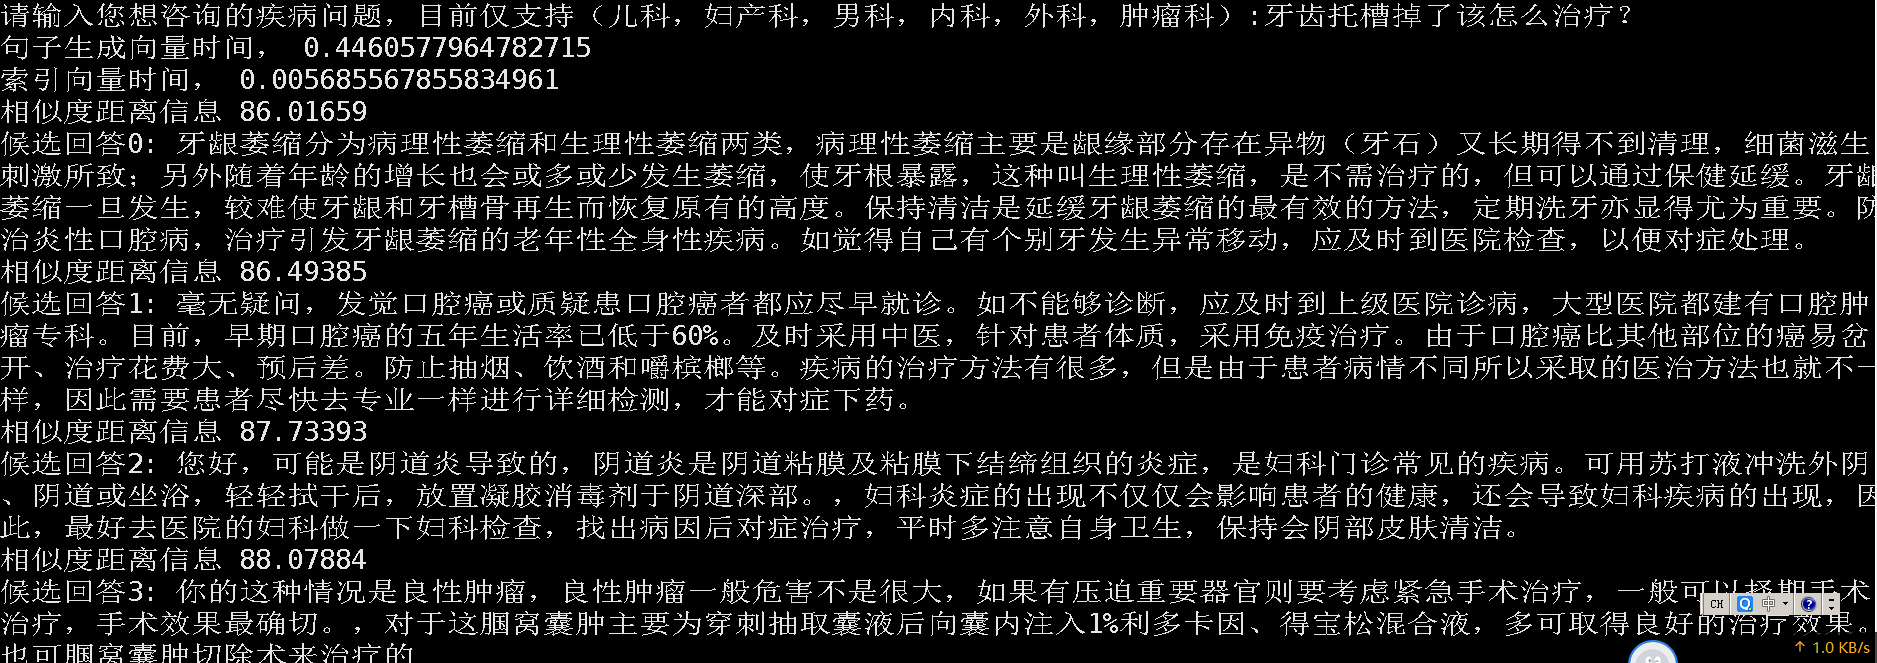 请输入您想咨询的疾病问题，目前仅支持（儿科，妇产科，男科，内科，外科，肿瘤科）:牙齿托槽掉了该怎么治疗？
句子生成向量时间， 0.4460577964782715
索引向量时间， 0.005685567855834961
相似度距离信息 86.01659
候选回答0: 牙龈萎缩分为病理性萎缩和生理性萎缩两类，病理性萎缩主要是龈缘部分存在异物（牙石）又长期得不到清理，细菌滋生
刺激所致；另外随着年龄的增长也会或多或少发生萎缩，使牙根暴露，这种叫生理性萎缩，是不需治疗的，但可以通过保健延缓。牙龈
萎缩一旦发生，较难使牙龈和牙槽骨再生而恢复原有的高度。保持清洁是延缓牙龈萎缩的最有效的方法，定期洗牙亦显得尤为重要。防
治炎性口腔病，治疗引发牙龈萎缩的老年性全身性疾病。如觉得自己有个别牙发生异常移动，应及时到医院检查，以便对症处理。
相似度距离信息 86.49385
候选回答1: 毫无疑问，发觉口腔癌或质疑患口腔癌者都应尽早就诊。如不能够诊断，应及时到上级医院诊病，大型医院都建有口腔肿
瘤专科。目前，早期口腔癌的五年生活率已低于60%。及时采用中医，针对患者体质，采用免疫治疗。由于口腔癌比其他部位的癌易岔
开、治疗花费大、预后差。防止抽烟、饮酒和嚼槟榔等。疾病的治疗方法有很多，但是由于患者病情不同所以采取的医治方法也就不一
样，因此需要患者尽快去专业一样进行详细检测，才能对症下药。
相似度距离信息 87.73393
候选回答2: 您好，可能是阴道炎导致的，阴道炎是阴道粘膜及粘膜下结缔组织的炎症，是妇科门诊常见的疾病。可用苏打液冲洗外阴
、阴道或坐浴，轻轻拭干后，放置凝胶消毒剂于阴道深部。，妇科炎症的出现不仅仅会影响患者的健康，还会导致妇科疾病的出现，因
此，最好去医院的妇科做一下妇科检查，找出病因后对症治疗，平时多注意自身卫生，保持会阴部皮肤清洁。
相似度距离信息 88.07884
候选回答3: 你的这种情况是良性肿瘤，良性肿瘤一般危害不是很大，如果有压迫重要器官则要考虑紧急手术治疗，一般可以择期手术
治疗，手术效果最确切。，对于这腘窝囊肿主要为穿刺抽取囊液后向囊内注入1%利多卡因、得宝松混合液，多可取得良好的治疗效果。
也可腘窝囊肿切除术来治疗的
CH 中
↑ 1.0 KB/s